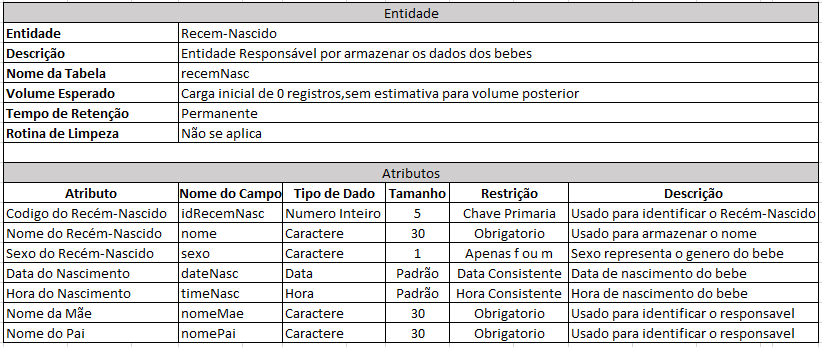 Entidade
Entidade Recem-Nascido
Descrição Entidade Responsável por armazenar os dados dos bebes
Nome da Tabela recemNasc
Volume Esperado Carga inicial de 0 registros,sem estimativa para volume posterior
Tempo de Retenção Permanente
Rotina de Limpeza Não se aplica
Atributos
Atributo Nome do Campo Tipo de Dado Tamanho Restrição Descrição
Codigo do Recém-Nascido idRecemNasc Numero Inteiro 5 Chave Primaria Usado para identificar o Recém-Nascido
Nome do Recém-Nascido nome Caractere 30 Obrigatorio Usado para armazenar o nome
Sexo do Recém-Nascido sexo Caractere 1 Apenas f ou m Sexo representa o genero do bebe
Data do Nascimento dateNasc Data Padrão Data Consistente Data de nascimento do bebe
Hora do Nascimento timeNasc Hora Padrão Hora Consistente Hora de nascimento do bebe
Nome da Mãe nomeMae Caractere 30 Obrigatorio Usado para identificar o responsavel
Nome do Pai nomePai Caractere 30 Obrigatorio Usado para identificar o responsavel